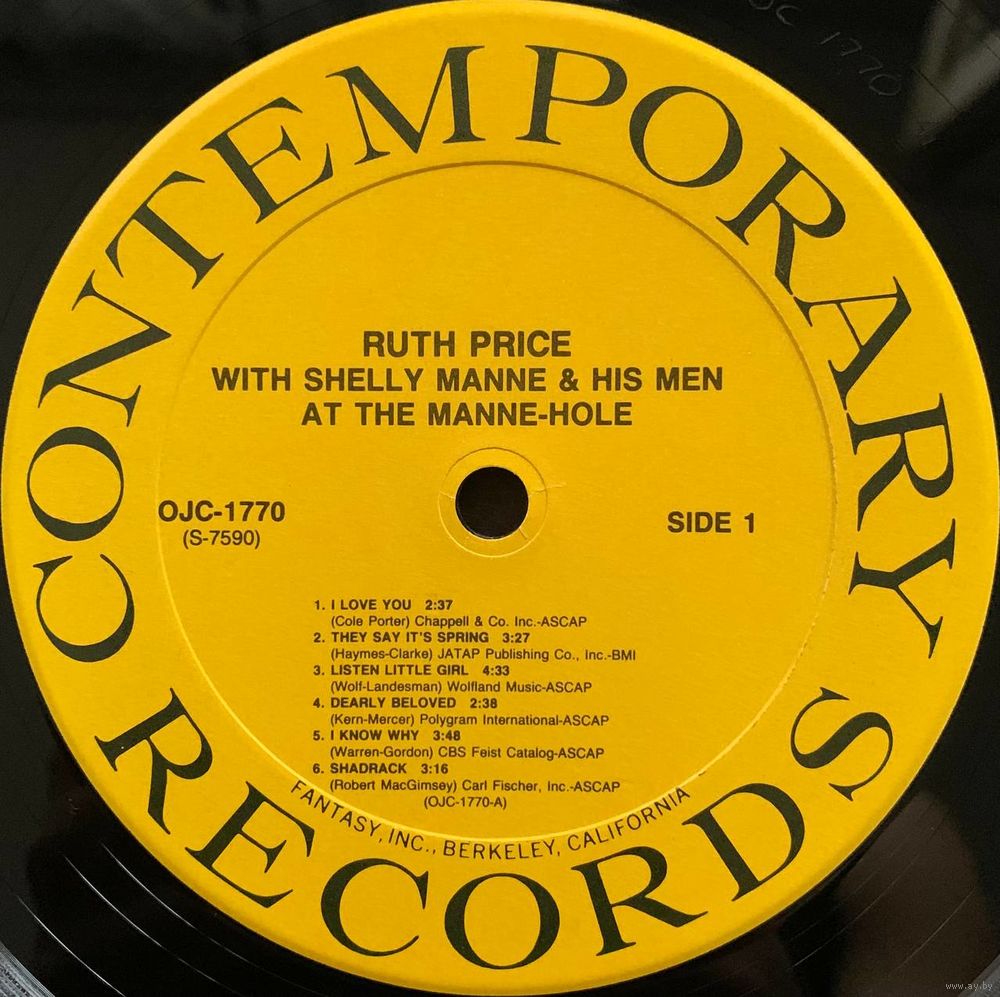 CONTEMPORARY RECORDS
RUTH PRICE
WITH SHELLY MANNE & HIS MEN
AT THE MANNE-HOLE
OJC-1770
(S-7590)
SIDE 1
1. I LOVE YOU 2:37
(Cole Porter) Chappell & Co. Inc.-ASCAP
2. THEY SAY IT'S SPRING 3:27
(Haymes-Clarke) JATAP Publishing Co., Inc.-BMI
3. LISTEN LITTLE GIRL 4:33
(Wolf-Landesman) Wolfland Music-ASCAP
4. DEARLY BELOVED 2:38
(Kern-Mercer) Polygram International-ASCAP
5. I KNOW WHY 3:48
(Warren-Gordon) CBS Feist Catalog-ASCAP
6. SHADRACK 3:16
(Robert MacGimsey) Carl Fischer, Inc.-ASCAP
(OJC-1770-A)
FANTASY, INC., BERKELEY, CALIFORNIA
1770
www.ay.by